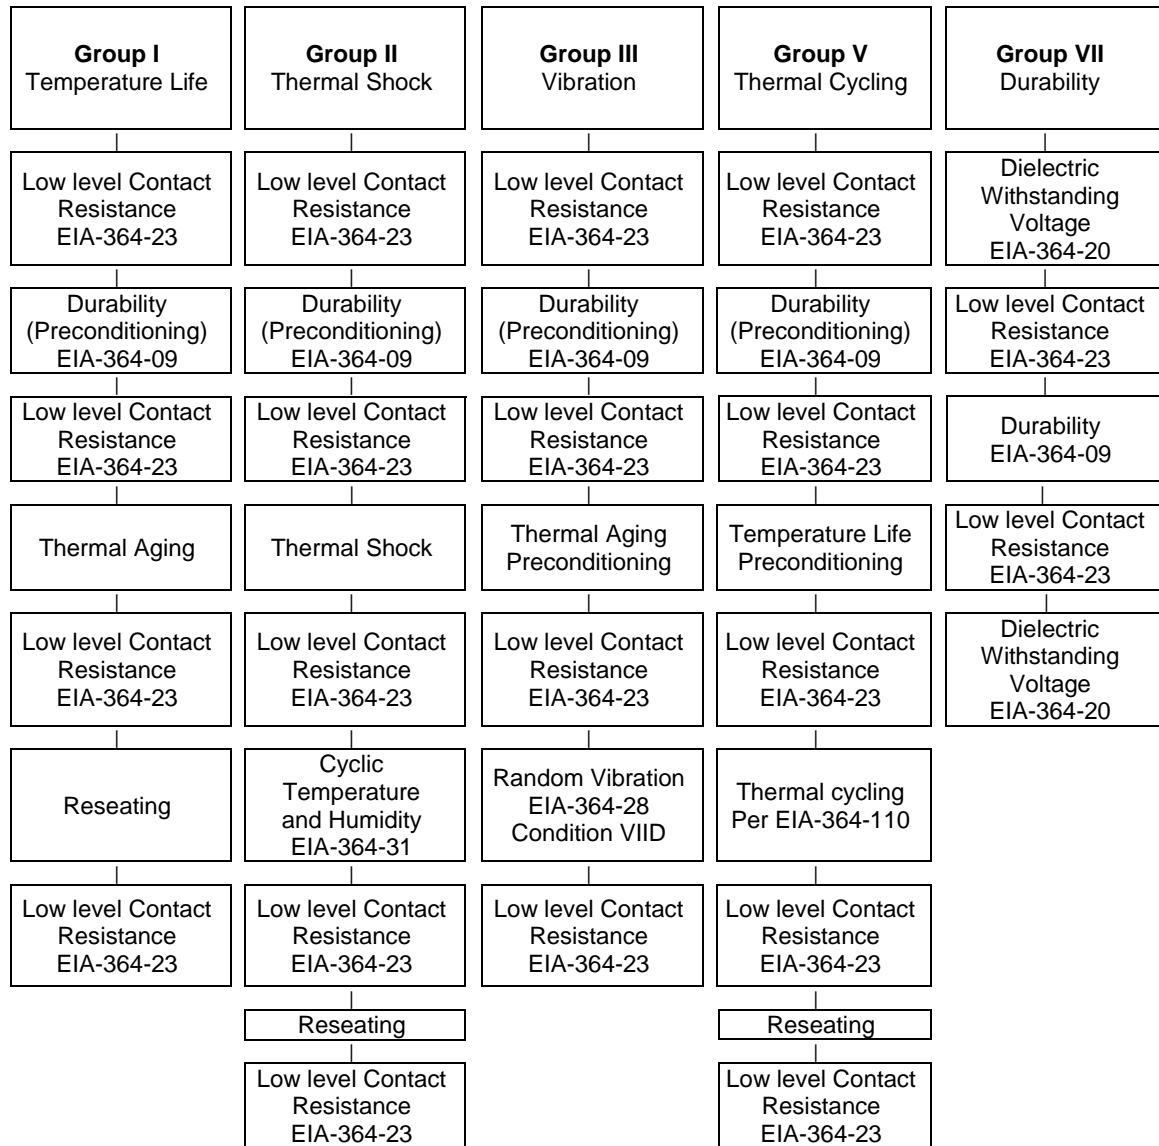 Group I
Temperature Life
Low level Contact
Resistance
EIA-364-23
Durability
(Preconditioning)
EIA-364-09
Low level Contact
Resistance
EIA-364-23
Thermal Aging
Low level Contact
Resistance
EIA-364-23
Reseating
Low level Contact
Resistance
EIA-364-23
Group II
Thermal Shock
Low level Contact
Resistance
EIA-364-23
Durability
(Preconditioning)
EIA-364-09
Low level Contact
Resistance
EIA-364-23
Thermal Shock
Low level Contact
Resistance
EIA-364-23
Cyclic
Temperature
and Humidity
EIA-364-31
Low level Contact
Resistance
EIA-364-23
Reseating
Low level Contact
Resistance
EIA-364-23
Group III
Vibration
Low level Contact
Resistance
EIA-364-23
Durability
(Preconditioning)
EIA-364-09
Low level Contact
Resistance
EIA-364-23
Thermal Aging
Preconditioning
Low level Contact
Resistance
EIA-364-23
Random Vibration
EIA-364-28
Condition VIID
Low level Contact
Resistance
EIA-364-23
Group V
Thermal Cycling
Low level Contact
Resistance
EIA-364-23
Durability
(Preconditioning)
EIA-364-09
Low level Contact
Resistance
EIA-364-23
Temperature Life
Preconditioning
Low level Contact
Resistance
EIA-364-23
Thermal cycling
Per EIA-364-110
Low level Contact
Resistance
EIA-364-23
Reseating
Low level Contact
Resistance
EIA-364-23
Group VII
Durability
Dielectric
Withstanding
Voltage
EIA-364-20
Low level Contact
Resistance
EIA-364-23
Durability
EIA-364-09
Low level Contact
Resistance
EIA-364-23
Dielectric
Withstanding
Voltage
EIA-364-20